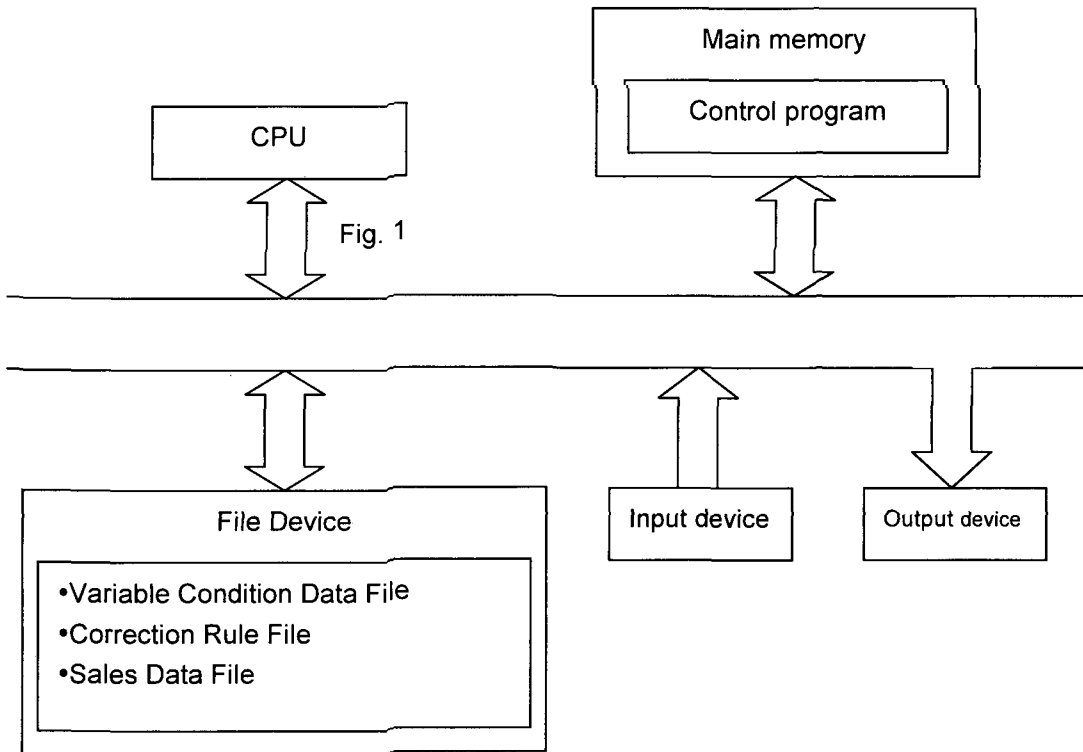 Main memory
Control program
CPU
Fig. 1
File Device
•Variable Condition Data File
•Correction Rule File
•Sales Data File
Input device
Output device